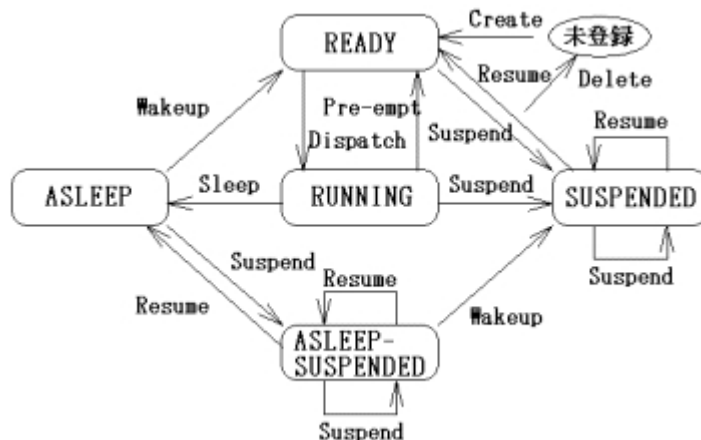 Create
READY
未登録
Resume
Delete
Wakeup
Pre-empt
Dispatch
Suspend
Resume
ASLEEP
Sleep
RUNNING
Suspend
SUSPENDED
Suspend
Resume
Suspend
Resume
Wakeup
ASLEEP-
SUSPENDED
Suspend